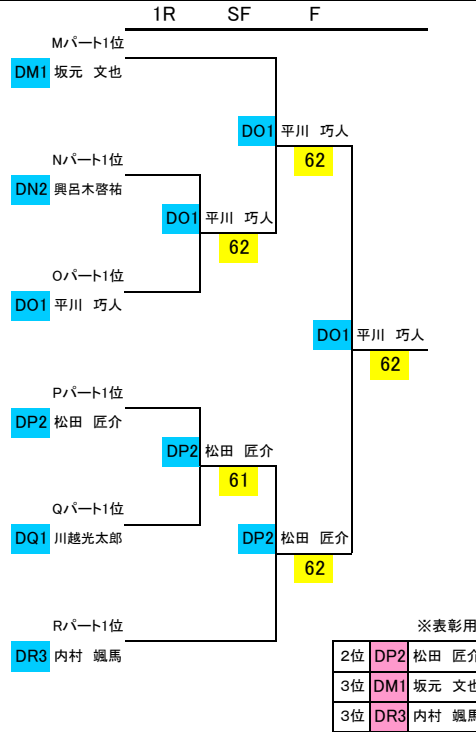 1R SF F
Mパート1位
DM1 坂元 文也
DO1 平川 巧人
62
Nパート1位
DN2 興呂木啓祐
DO1 平川 巧人
62
Oパート1位
DO1 平川 巧人
DO1 平川 巧人
62
Pパート1位
DP2 松田 匠介
DP2 松田 匠介
61
Qパート1位
DQ1 川越光太郎
DP2 松田 匠介
62
Rパート1位
DR3 内村 颯馬
※表彰用
2位 DP2 松田 匠介
3位 DM1 坂元 文也
3位 DR3 内村 颯馬